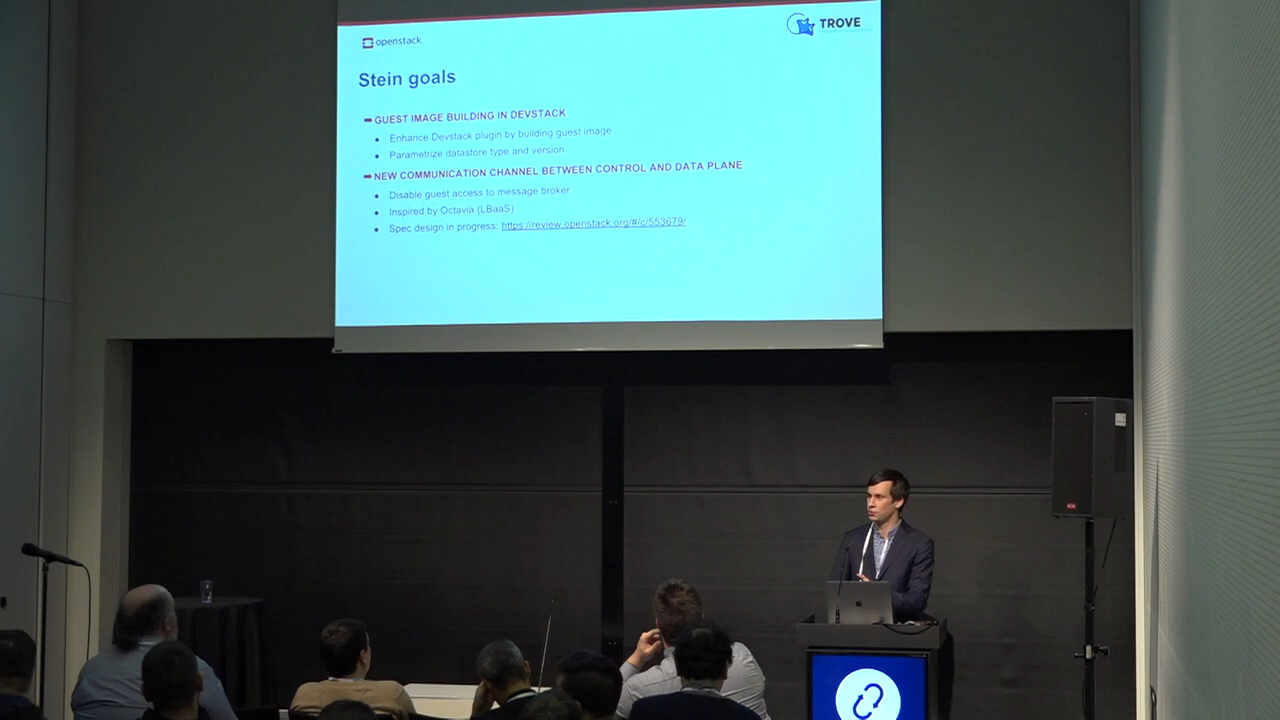 openstack
TROVE
Stein goals
➡ GUEST IMAGE BUILDING IN DEVSTACK
• Enhance Devstack plugin by building guest image
• Parametrize datastore type and version
➡ NEW COMMUNICATION CHANNEL BETWEEN CONTROL AND DATA PLANE
• Disable guest access to message broker
• Inspired by Octavia (LBaaS)
• Spec design in progress: https://review.openstack.org/#/c/553679/